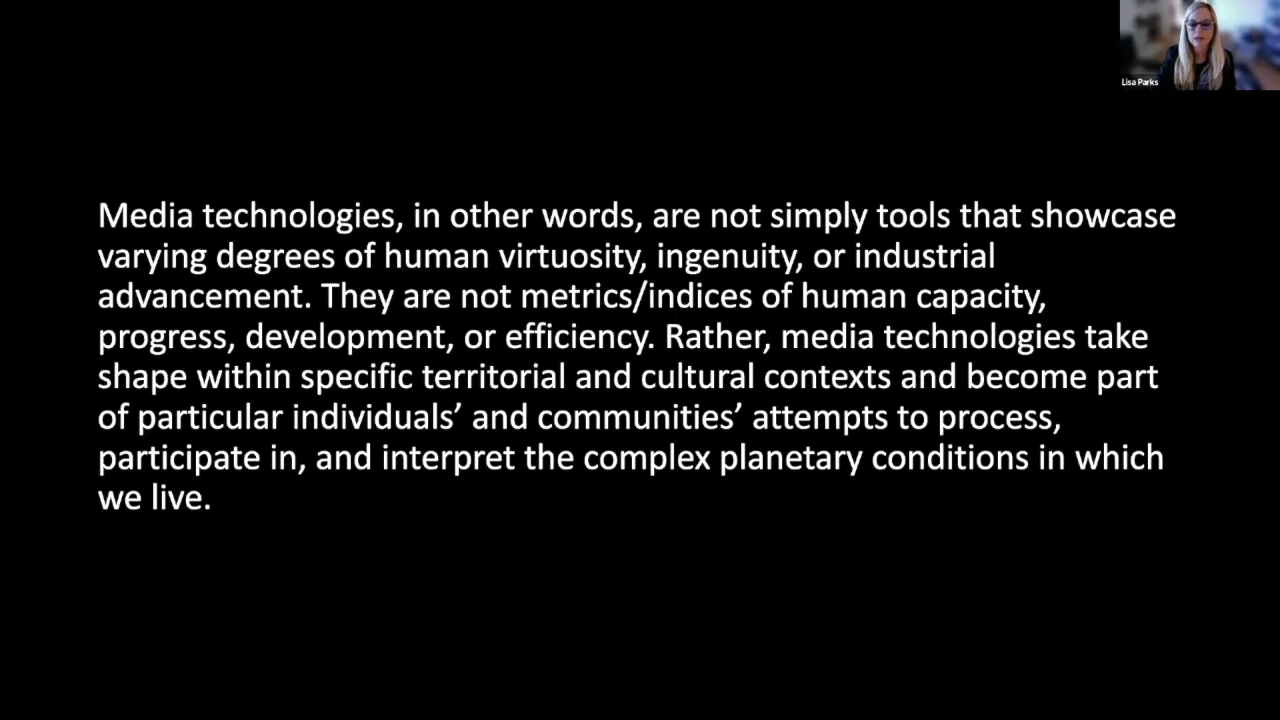 Lisa Parks
Media technologies, in other words, are not simply tools that showcase
varying degrees of human virtuosity, ingenuity, or industrial
advancement. They are not metrics/indices of human capacity,
progress, development, or efficiency. Rather, media technologies take
shape within specific territorial and cultural contexts and become part
of particular individuals’ and communities’ attempts to process,
participate in, and interpret the complex planetary conditions in which
we live.